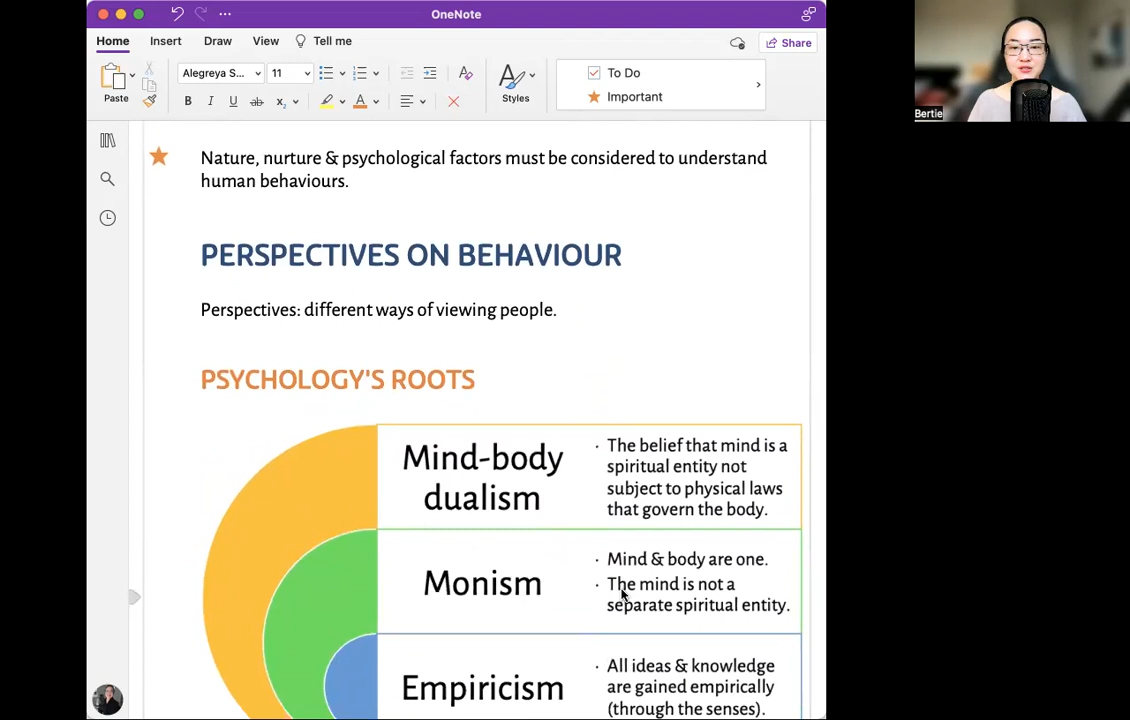 OneNote
Home Insert Draw View Tell me
Share
Paste
Alegreya S... 11
B I U ab x₂ A
Styles
To Do
Important
Bertie
Nature, nurture & psychological factors must be considered to understand
human behaviours.
PERSPECTIVES ON BEHAVIOUR
Perspectives: different ways of viewing people.
PSYCHOLOGY'S ROOTS
Mind-body
dualism
· The belief that mind is a
spiritual entity not
subject to physical laws
that govern the body.
Monism
· Mind & body are one.
· The mind is not a
separate spiritual entity.
Empiricism
· All ideas & knowledge
are gained empirically
(through the senses).